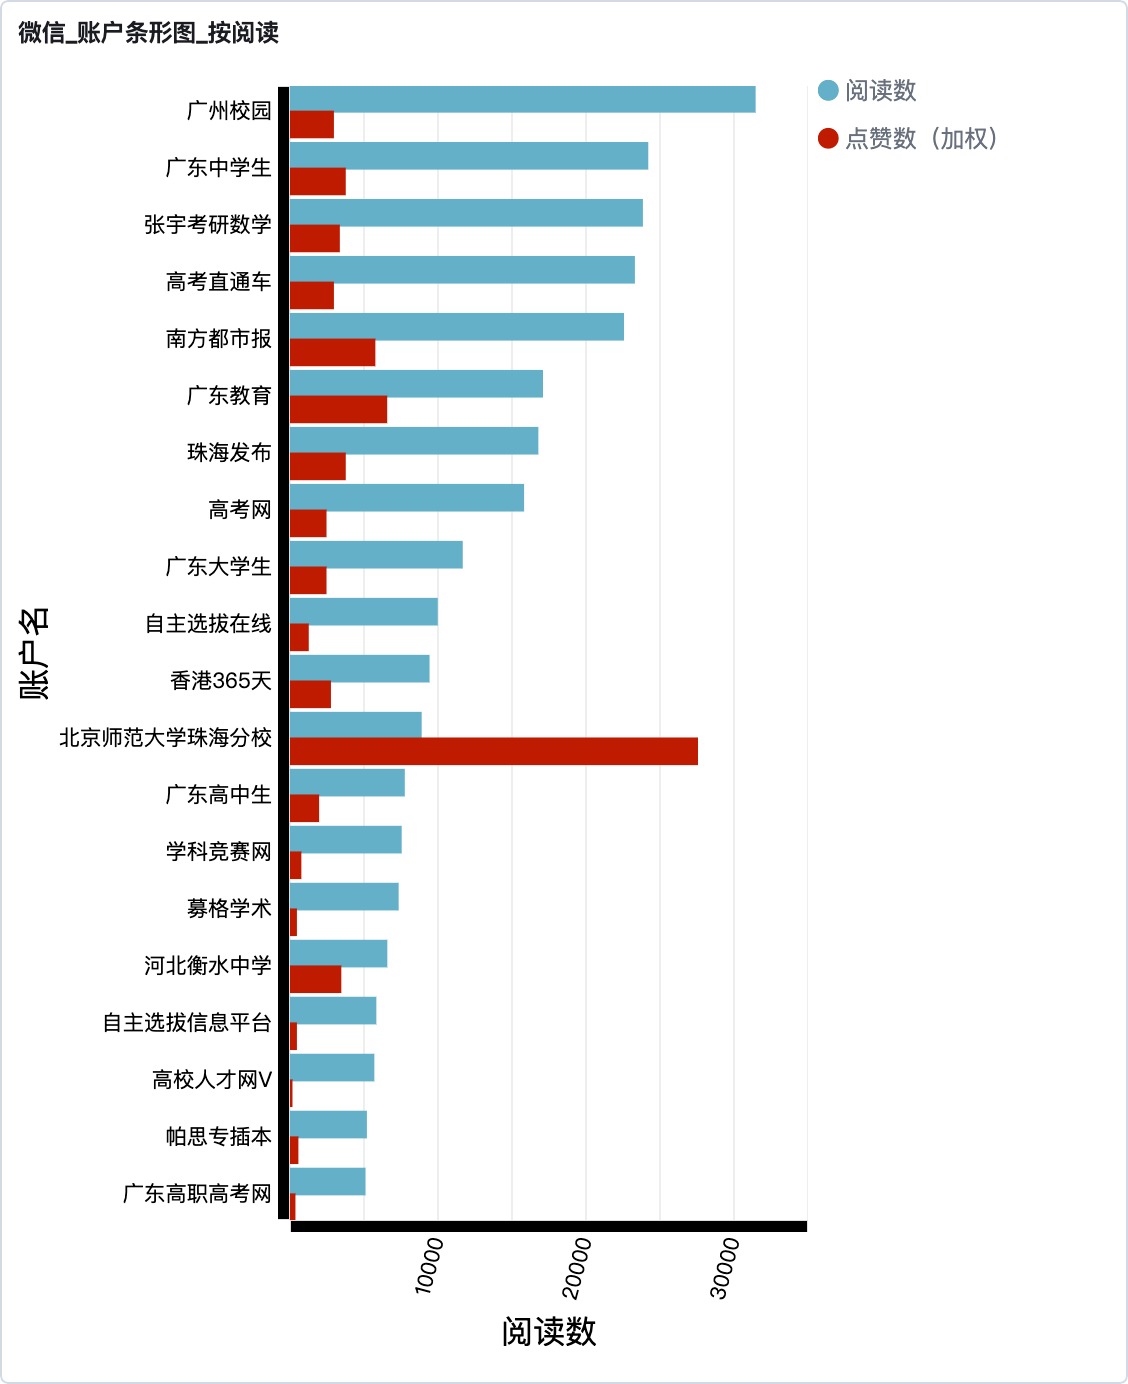 微信_账户条形图_按阅读
阅读数
点赞数（加权）
广州校园
广东中学生
张宇考研数学
高考直通车
南方都市报
广东教育
珠海发布
高考网
广东大学生
自主选拔在线
香港365天
北京师范大学珠海分校
广东高中生
学科竞赛网
募格学术
河北衡水中学
自主选拔信息平台
高校人才网V
帕思专插本
广东高职高考网
账户名
10000
20000
30000
阅读数